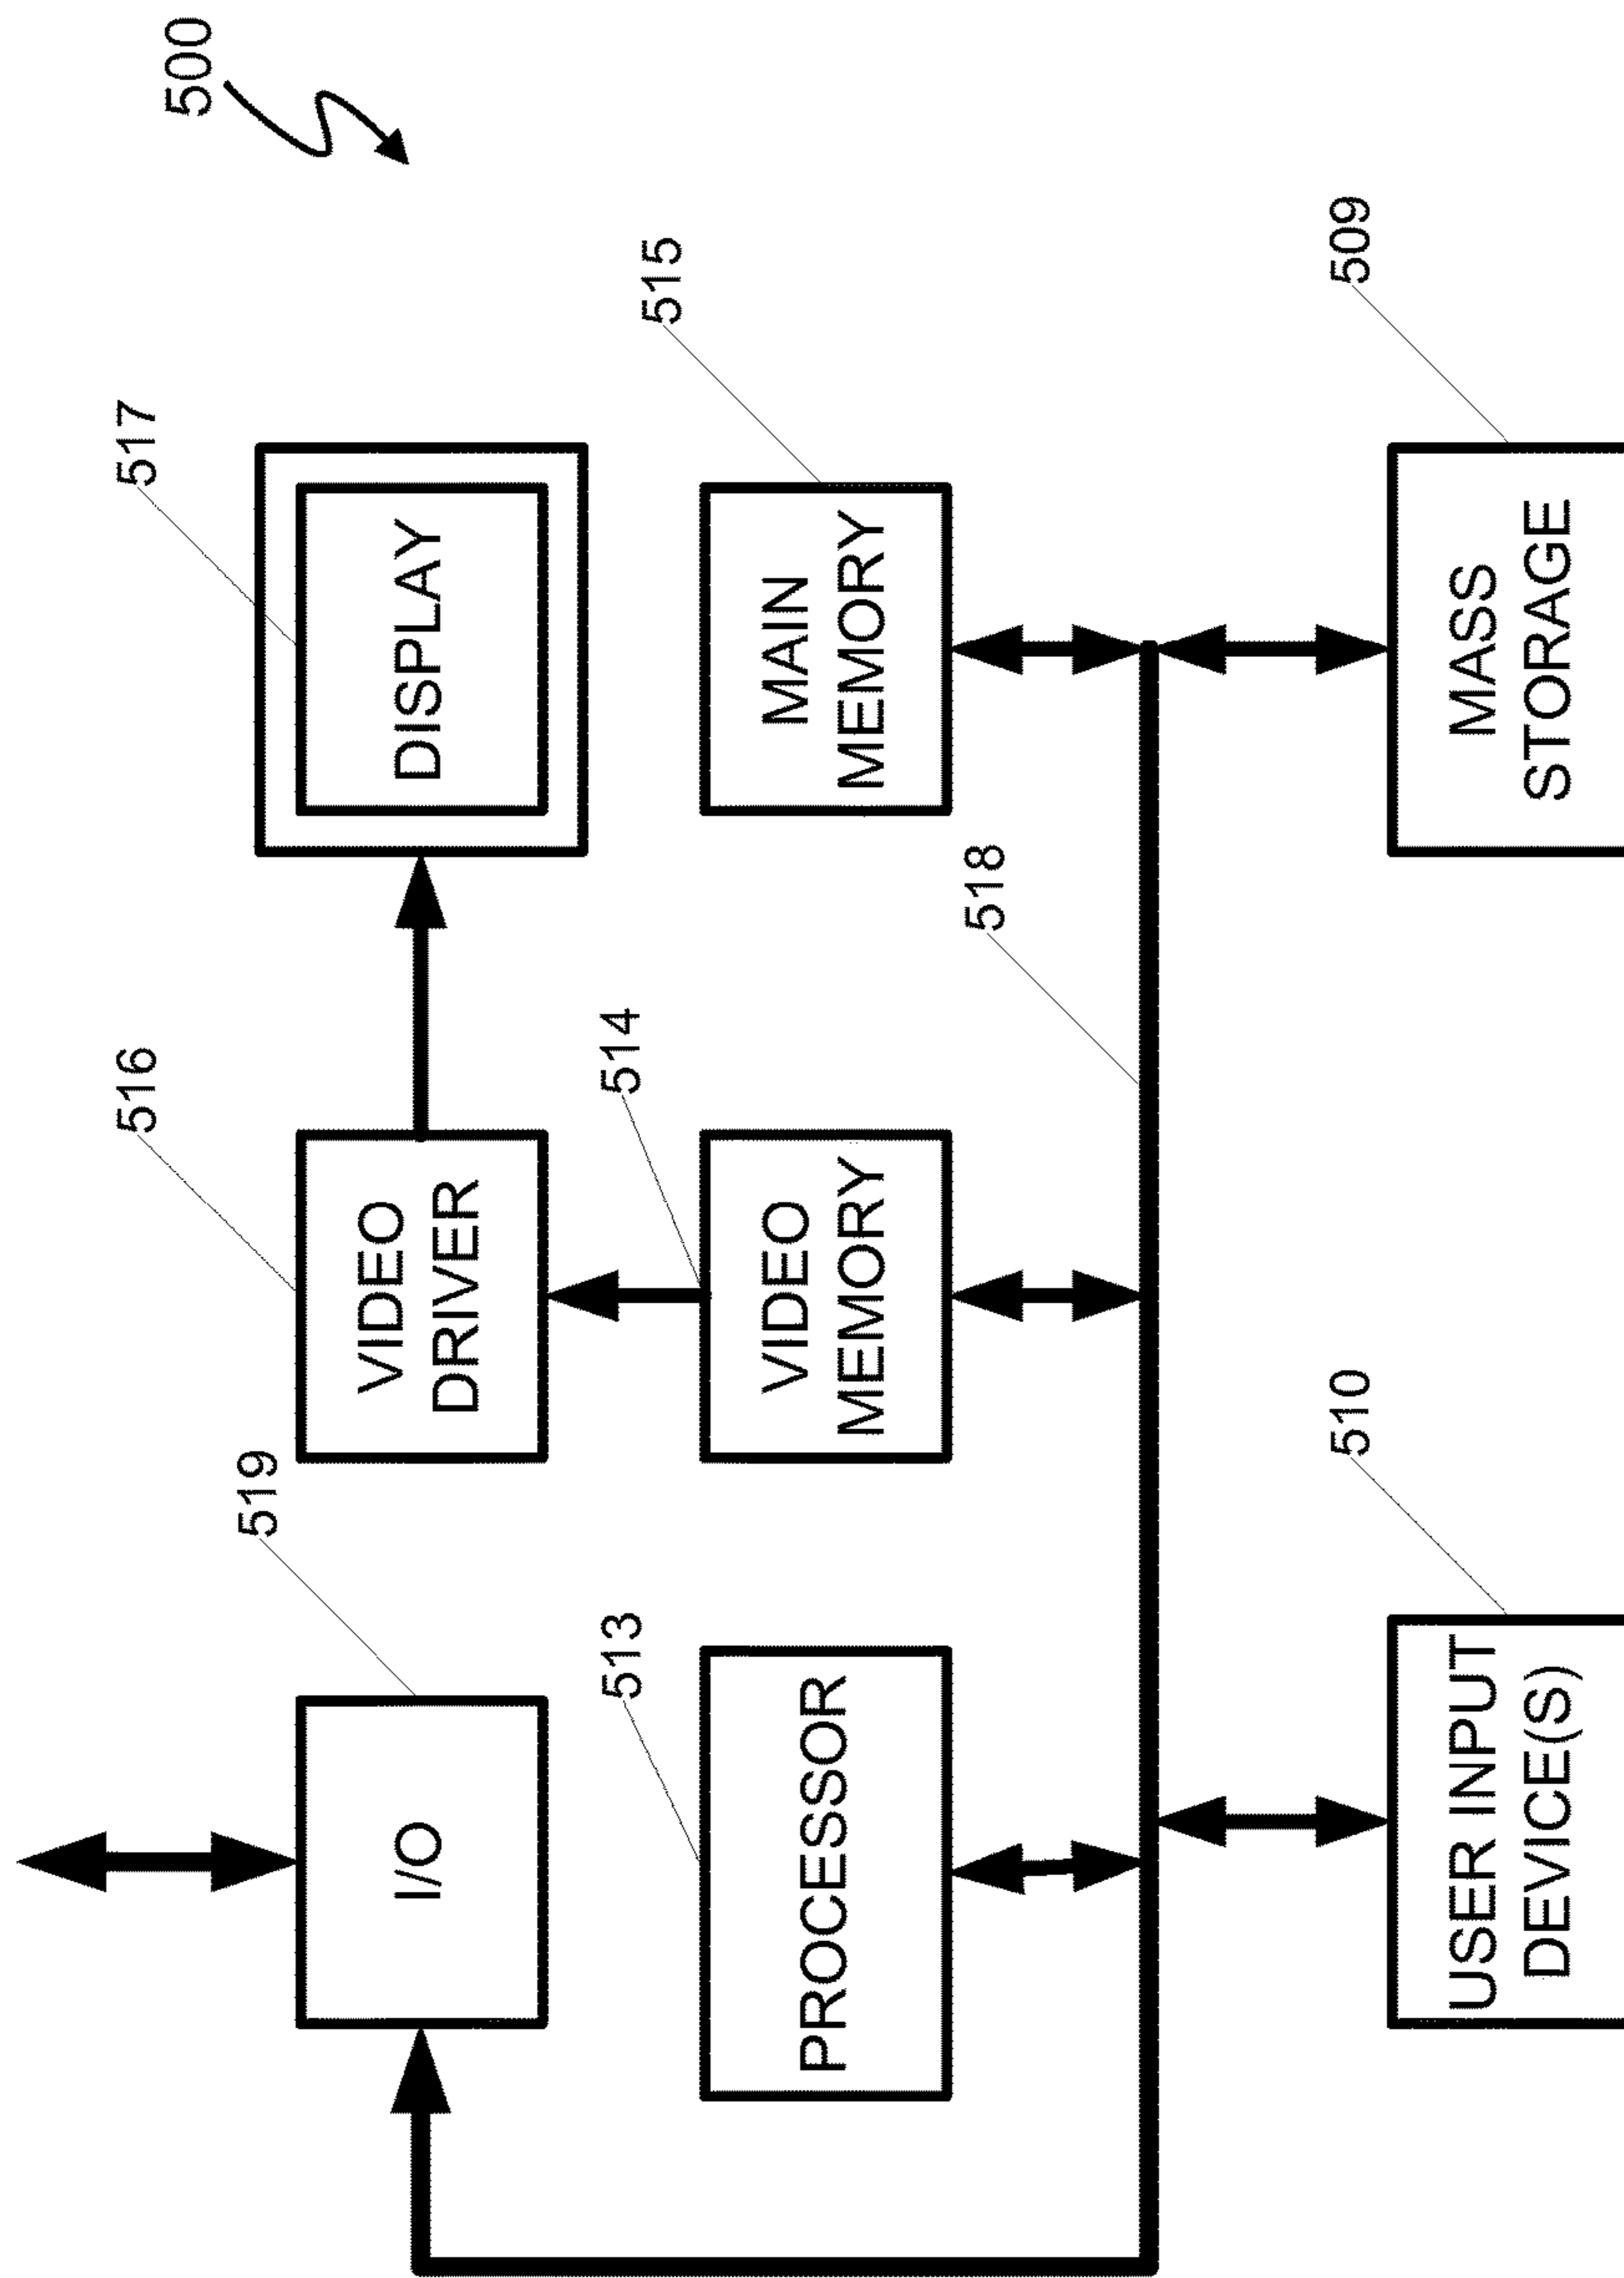 500
519
516
517
I/O
VIDEO
DRIVER
DISPLAY
513
514
515
PROCESSOR
VIDEO
MEMORY
MAIN
MEMORY
518
510
509
USER INPUT
DEVICE(S)
MASS
STORAGE